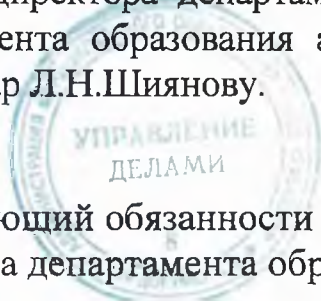 директора департам
ента образования а
р Л.Н.Шиянову.
УПРАВЛЕНИЕ
ДЕЛАМИ
ющий обязанности
а департамента обр